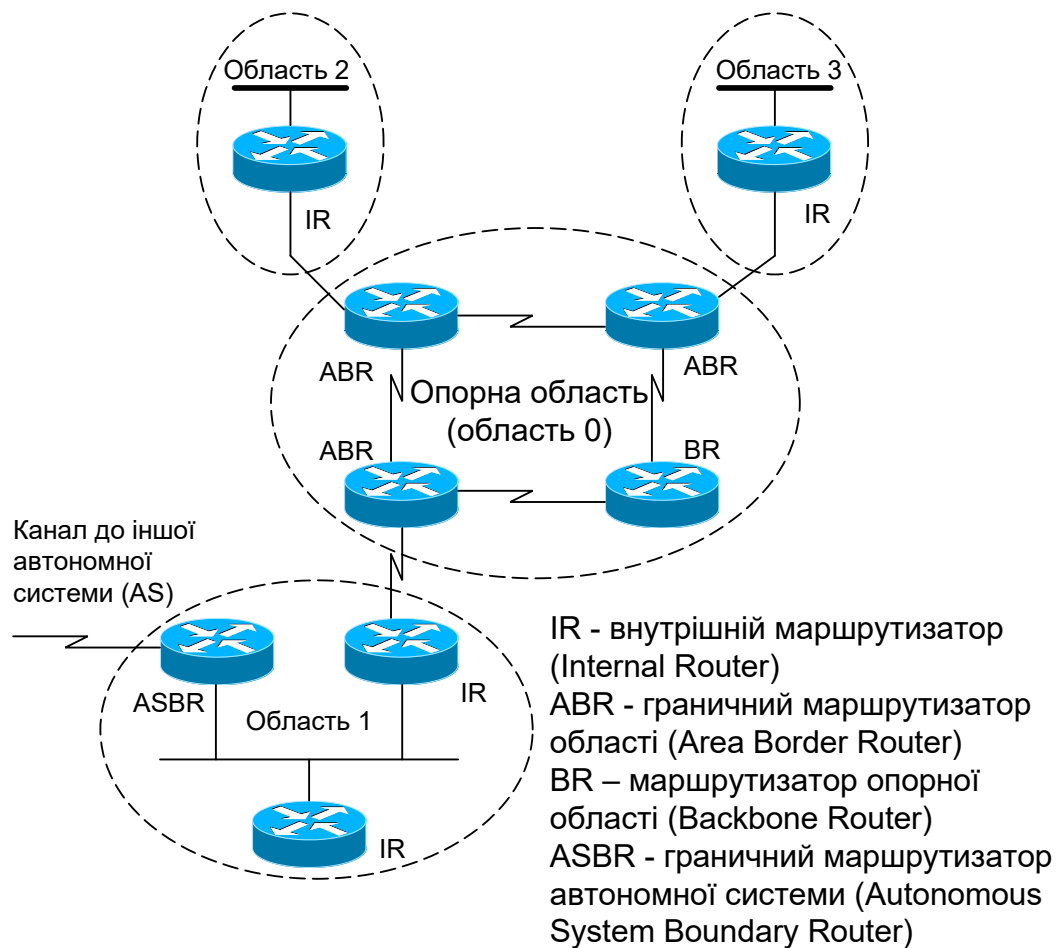 Область 2
Область 3
IR
IR
ABR
ABR
Опорна область
(область 0)
ABR
BR
Канал до іншої
автономної
системи (AS)
ASBR
IR
Область 1
IR
IR - внутрішній маршрутизатор
(Internal Router)
ABR - граничний маршрутизатор
області (Area Border Router)
BR – маршрутизатор опорної
області (Backbone Router)
ASBR - граничний маршрутизатор
автономної системи (Autonomous
System Boundary Router)